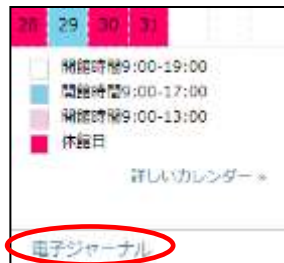 28 29 30 31
開館時間9:00-19:00
開館時間9:00-17:00
開館時間9:00-13:00
休館日
詳しいカレンダー »
電子ジャーナル